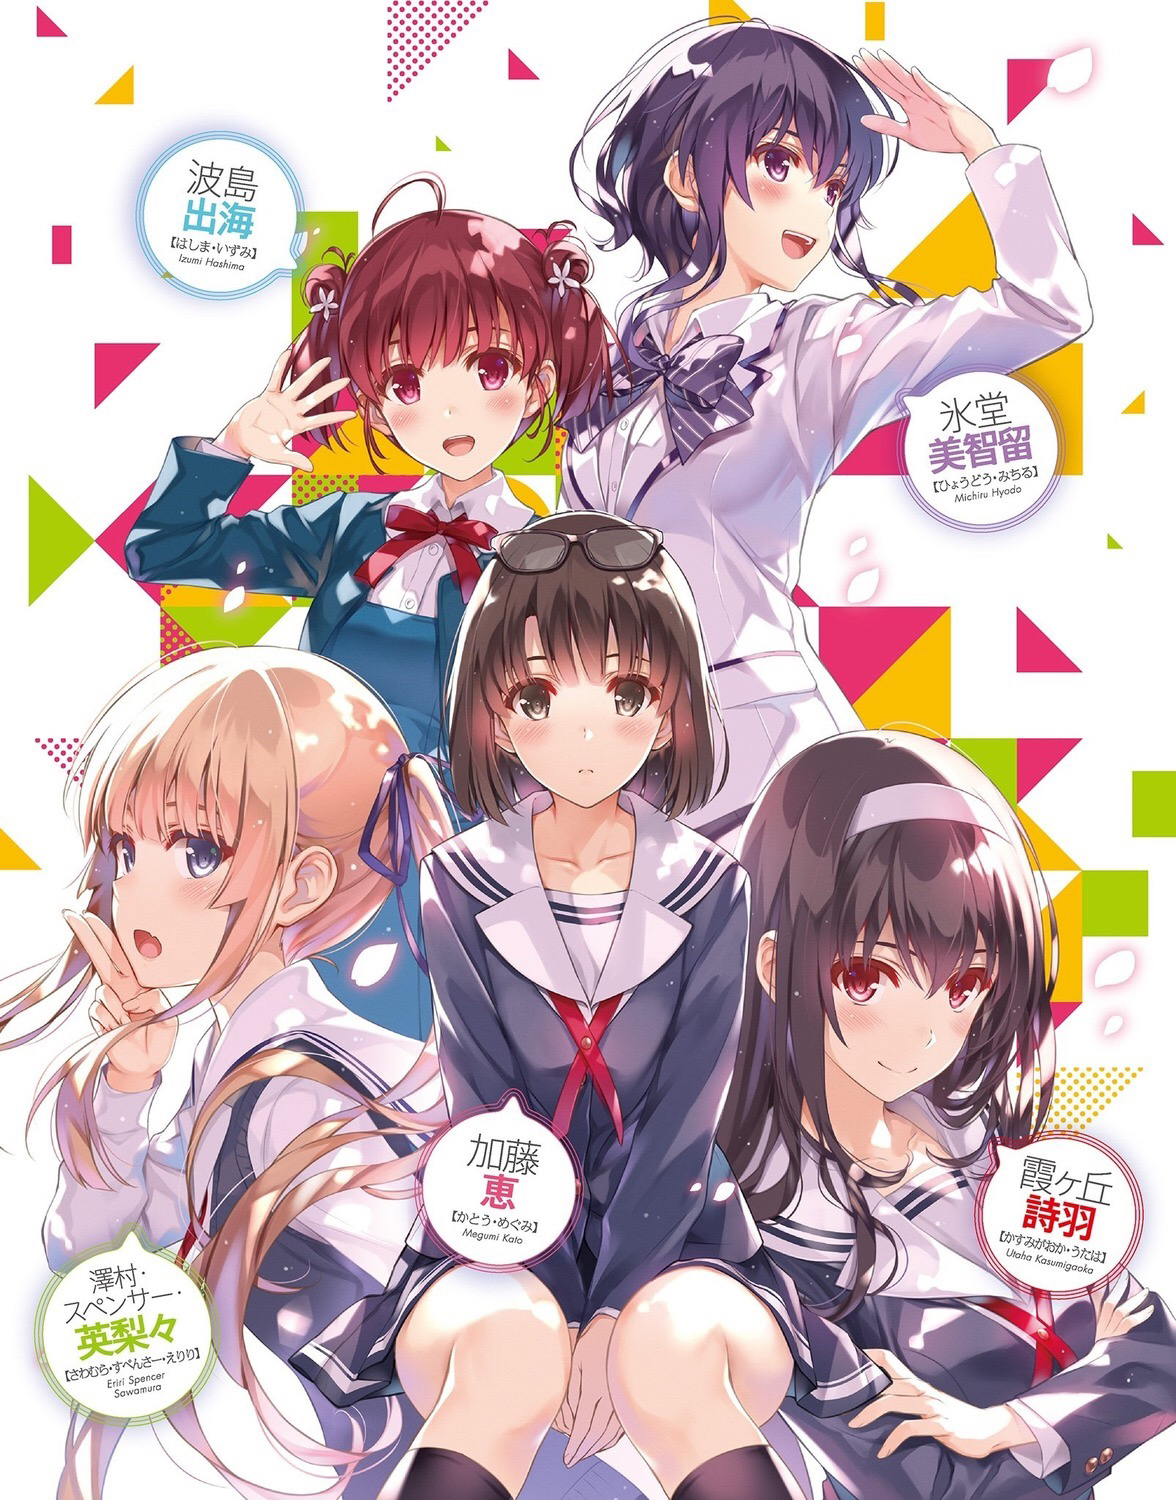 波島
出海
【はしま・いずみ】
Izumi Hashima
氷堂
美智留
【ひょうどう・みちる】
Michiru Hyodo
加藤
恵
【かとう・めぐみ】
Megumi Kato
霞ヶ丘
詩羽
【かすみがおか・うたは】
Utaha Kasumigaoka
澤村・
スペンサー・
英梨々
【さわむら・すぺんさー・えりり】
Eriri Spencer
Sawamura